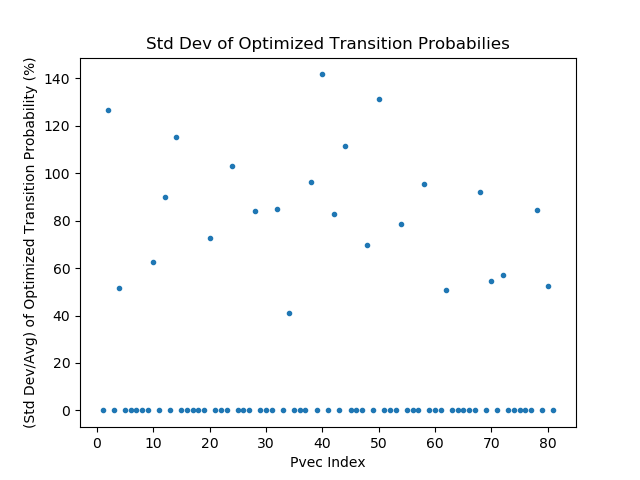 Std Dev of Optimized Transition Probabilies
(Std Dev/Avg) of Optimized Transition Probability (%)
140
120
100
80
60
40
20
0
0 10 20 30 40 50 60 70 80
Pvec Index